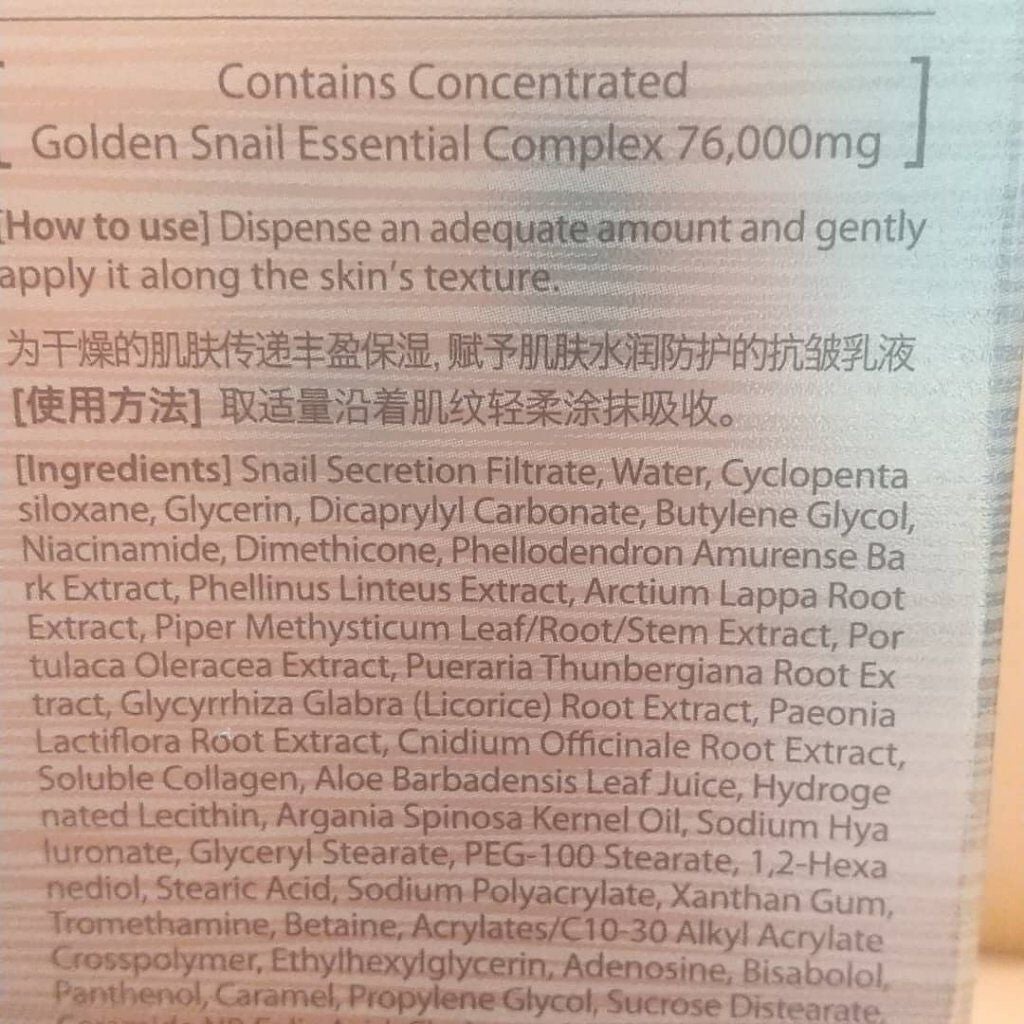 Contains Concentrated
Golden Snail Essential Complex 76,000mg]
[How to use] Dispense an adequate amount and gently
apply it along the skin's texture.
为干燥的肌肤传递丰盈保湿, 赋予肌肤水润防护的抗皱乳液
[使用方法] 取适量沿着肌纹轻柔涂抹吸收。
[Ingredients] Snail Secretion Filtrate, Water, Cyclopenta
siloxane, Glycerin, Dicaprylyl Carbonate, Butylene Glycol,
Niacinamide, Dimethicone, Phellodendron Amurense Ba
rk Extract, Phellinus Linteus Extract, Arctium Lappa Root
Extract, Piper Methysticum Leaf/Root/Stem Extract, Por
tulaca Oleracea Extract, Pueraria Thunbergiana Root Ex
tract, Glycyrrhiza Glabra (Licorice) Root Extract, Paeonia
Lactiflora Root Extract, Cnidium Officinale Root Extract,
Soluble Collagen, Aloe Barbadensis Leaf Juice, Hydroge
nated Lecithin, Argania Spinosa Kernel Oil, Sodium Hya
luronate, Glyceryl Stearate, PEG-100 Stearate, 1,2-Hexa
nediol, Stearic Acid, Sodium Polyacrylate, Xanthan Gum,
Tromethamine, Betaine, Acrylates/C10-30 Alkyl Acrylate
Crosspolymer, Ethylhexylglycerin, Adenosine, Bisabolol,
Panthenol, Caramel, Propylene Glycol, Sucrose Distearate,